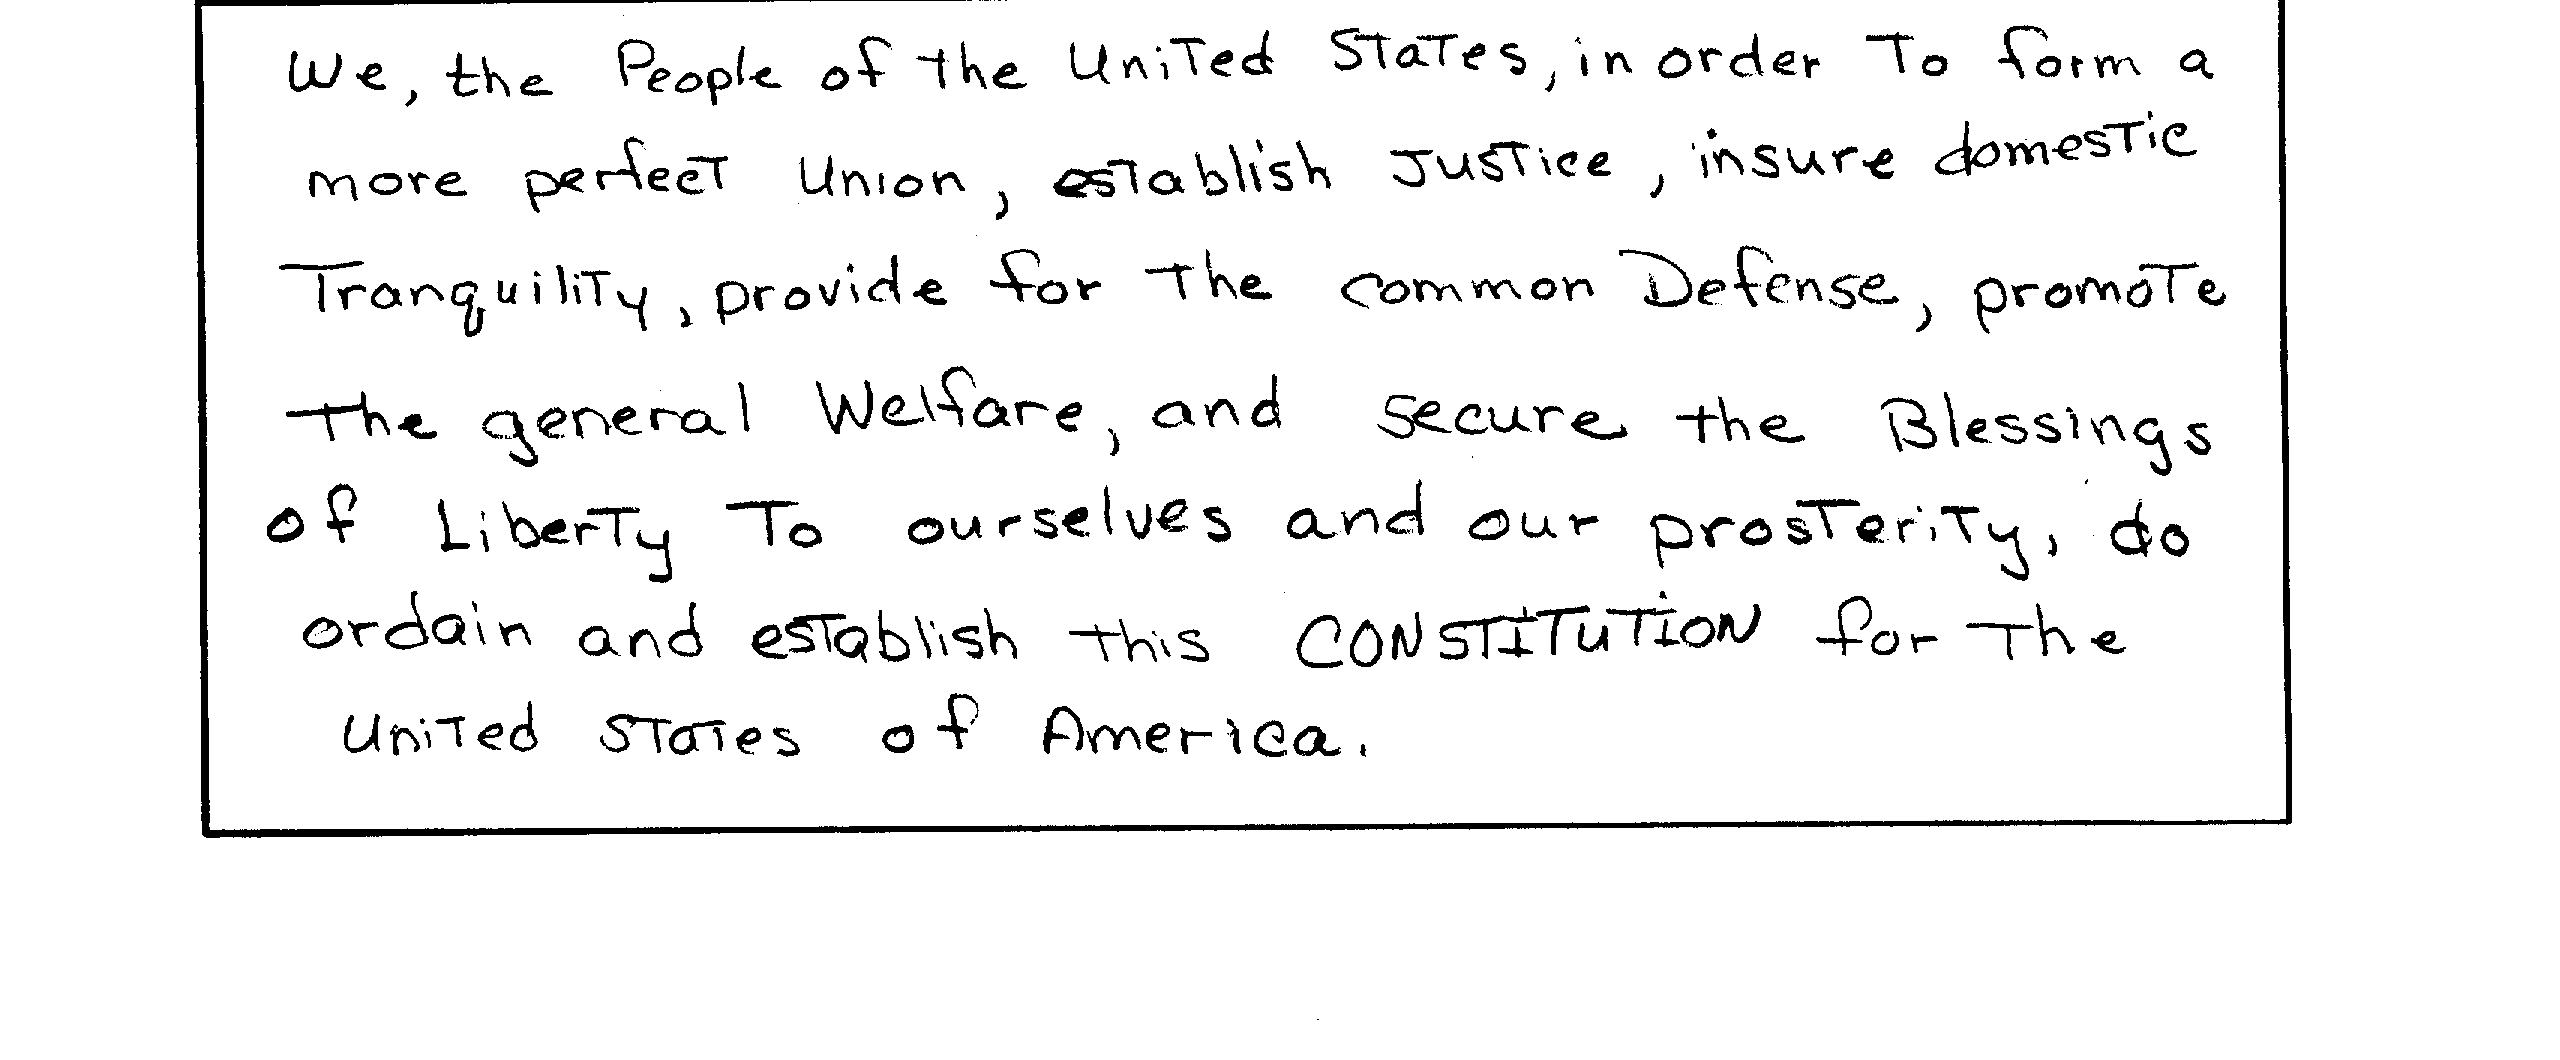 We, the People of the United States, in order to form a
more perfect Union, establish Justice, insure domestic
Tranquility, provide for the common Defense, promote
the general Welfare, and secure the Blessings
of Liberty to ourselves and our prosterity, do
ordain and establish this CONSTITUTION for the
United States of America.